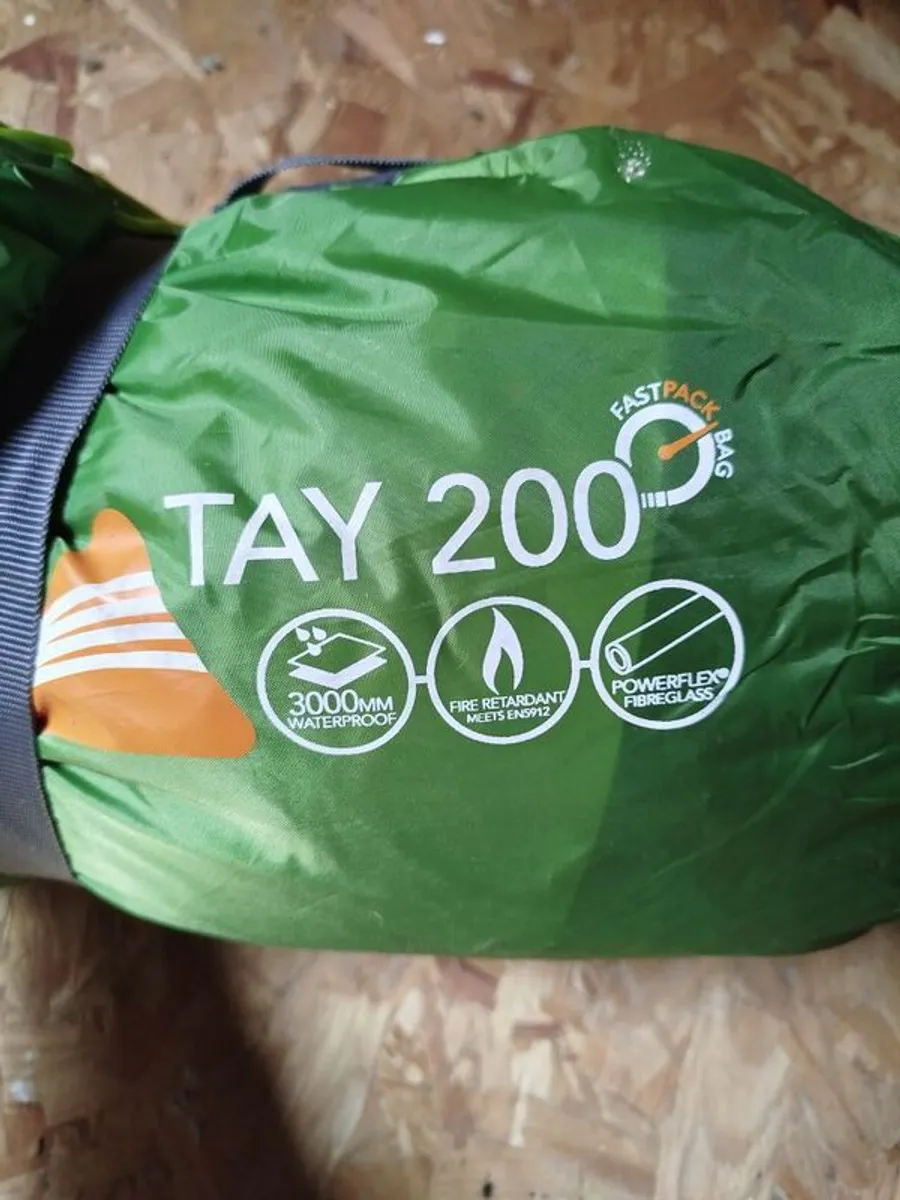 FASTPACK BAG
TAY 200
3000MM
WATERPROOF
FIRE RETARDANT
MEETS EN5912
POWERFLEX®
FIBREGLASS